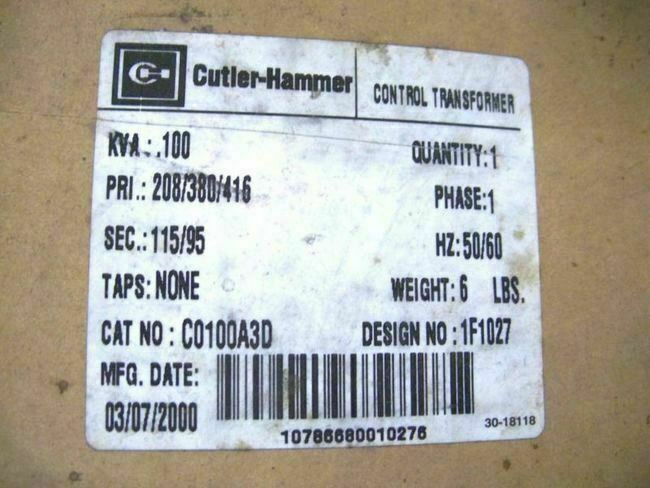 Cutler-Hammer
CONTROL TRANSFORMER
KVA : .100 QUANTITY: 1
PRI.: 208/380/416 PHASE: 1
SEC.: 115/95 HZ: 50/60
TAPS: NONE WEIGHT: 6 LBS.
CAT NO : C0100A3D DESIGN NO : 1F1027
MFG. DATE:
03/07/2000
10786680010276
30-18118